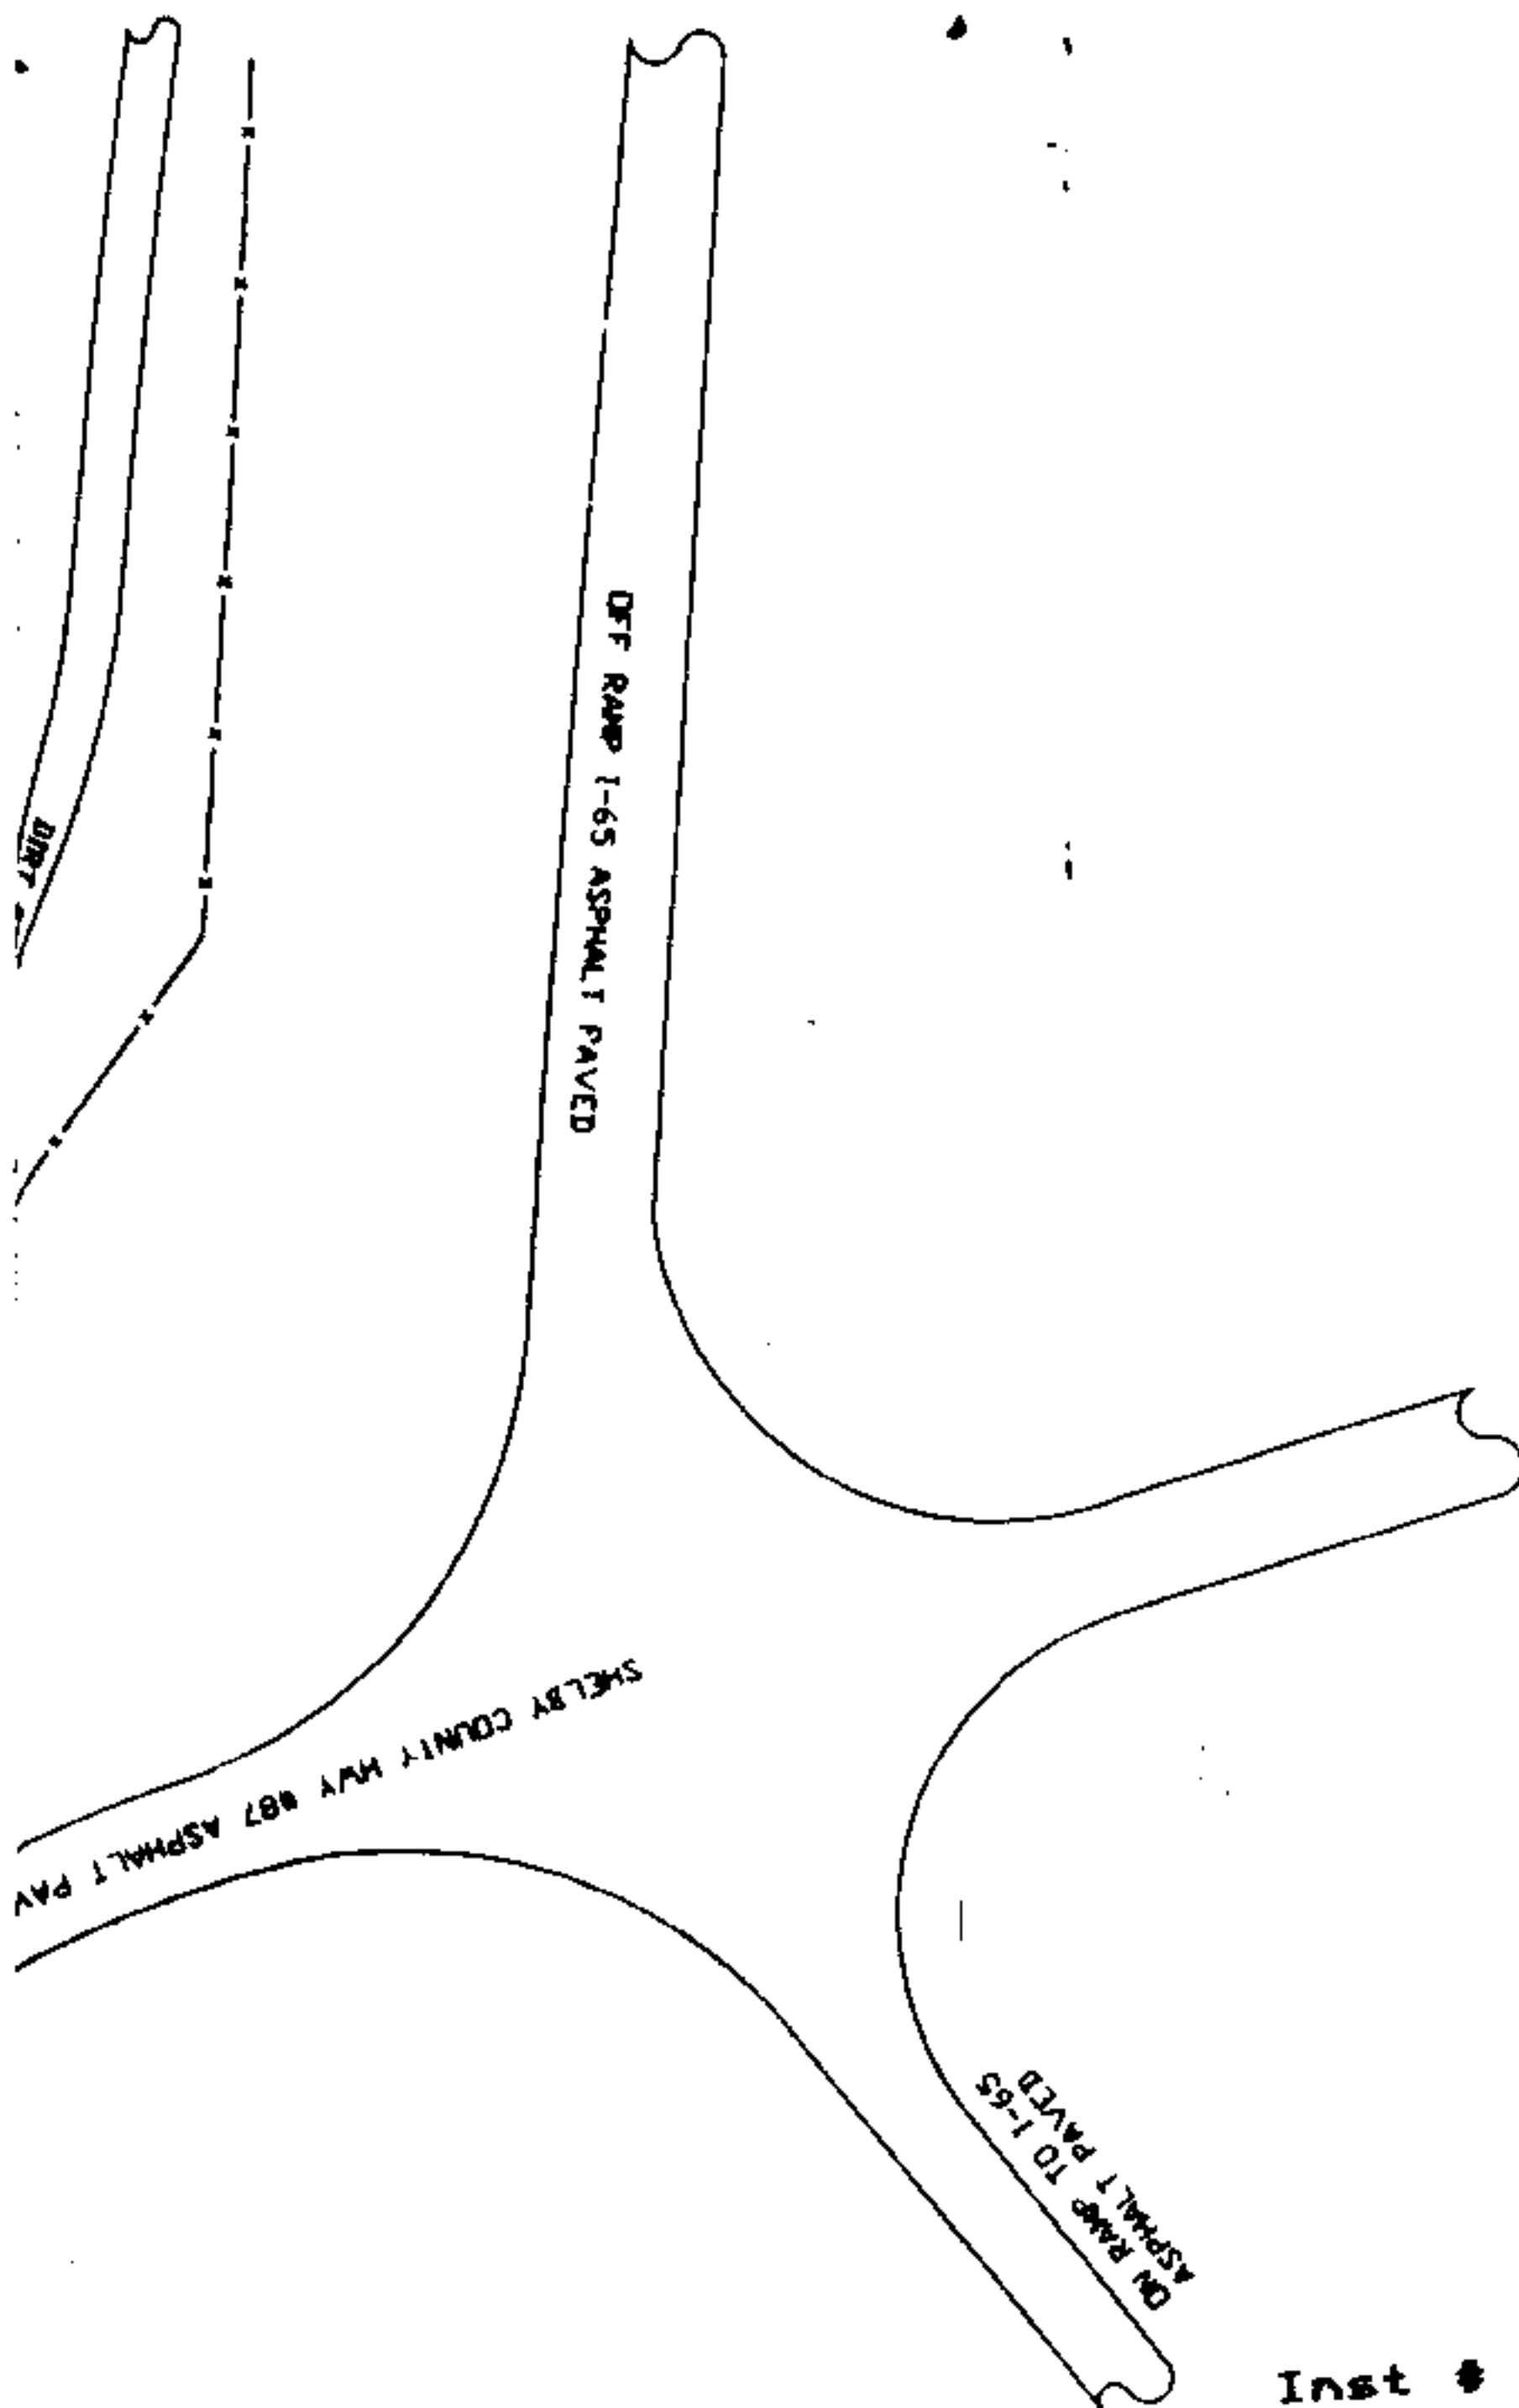 DIRT
OFF RAMP I-65 ASPHALT PAVED
SHELBY COUNTY HWY #87 ASPHALT PAV
ON RAMP TO I-65
ASPHALT PAVED
Inst #